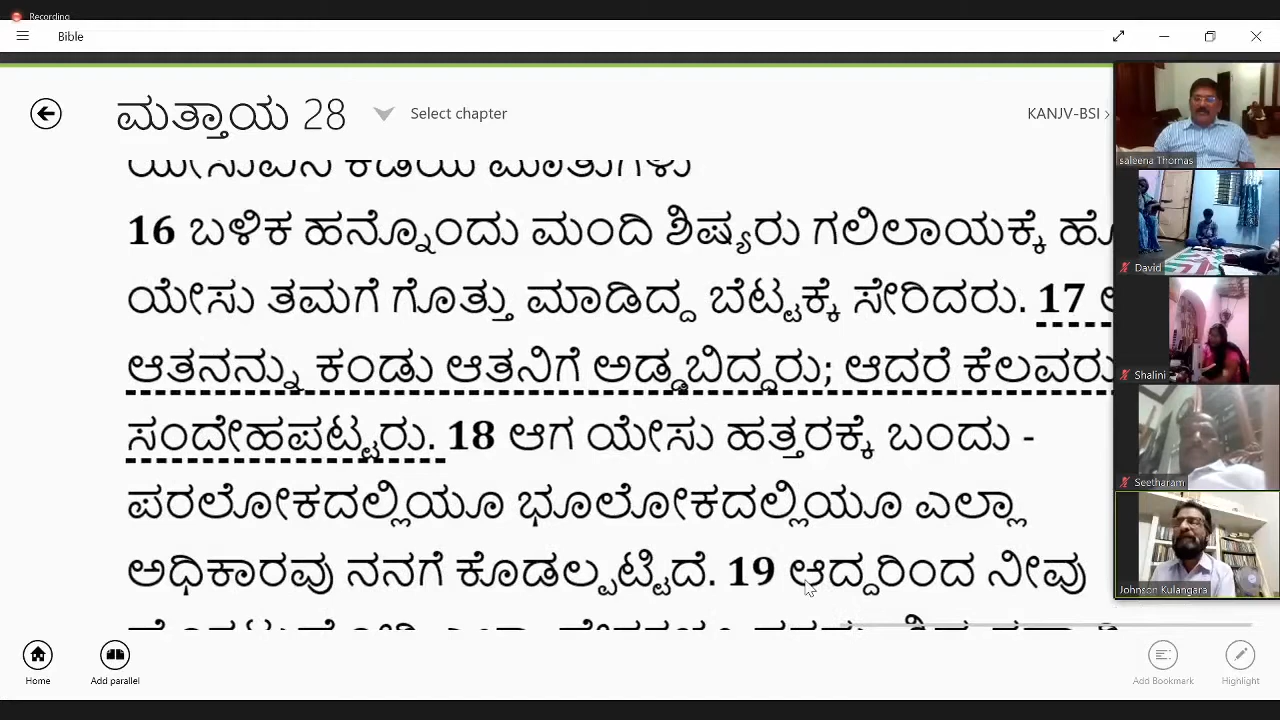 Recording
Bible
ಮತ್ತಾಯ 28
Select chapter
KANJV-BSI
ಯೇಸುವಿನ ಕಡೆಯ ಮಾತುಗಳು
16 ಬಳಿಕ ಹನ್ನೊಂದು ಮಂದಿ ಶಿಷ್ಯರು ಗಲಿಲಾಯಕ್ಕೆ
ಯೇಸು ತಮಗೆ ಗೊತ್ತು ಮಾಡಿದ್ದ ಬೆಟ್ಟಕ್ಕೆ ಸೇರಿದರು. 17
ಆತನನ್ನು ಕಂಡು ಆತನಿಗೆ ಅಡ್ಡಬಿದ್ದರು; ಆದರೆ ಕೆಲವರು
ಸಂದೇಹಪಟ್ಟರು. 18 ಆಗ ಯೇಸು ಹತ್ತರಕ್ಕೆ ಬಂದು -
ಪರಲೋಕದಲ್ಲಿಯೂ ಭೂಲೋಕದಲ್ಲಿಯೂ ಎಲ್ಲಾ
ಅಧಿಕಾರವು ನನಗೆ ಕೊಡಲ್ಪಟ್ಟಿದೆ. 19 ಆದ್ದರಿಂದ ನೀವು
saleena Thomas
David
Shalini
Seetharam
Johnson Kulangara
Home
Add parallel
Add Bookmark
Highlight